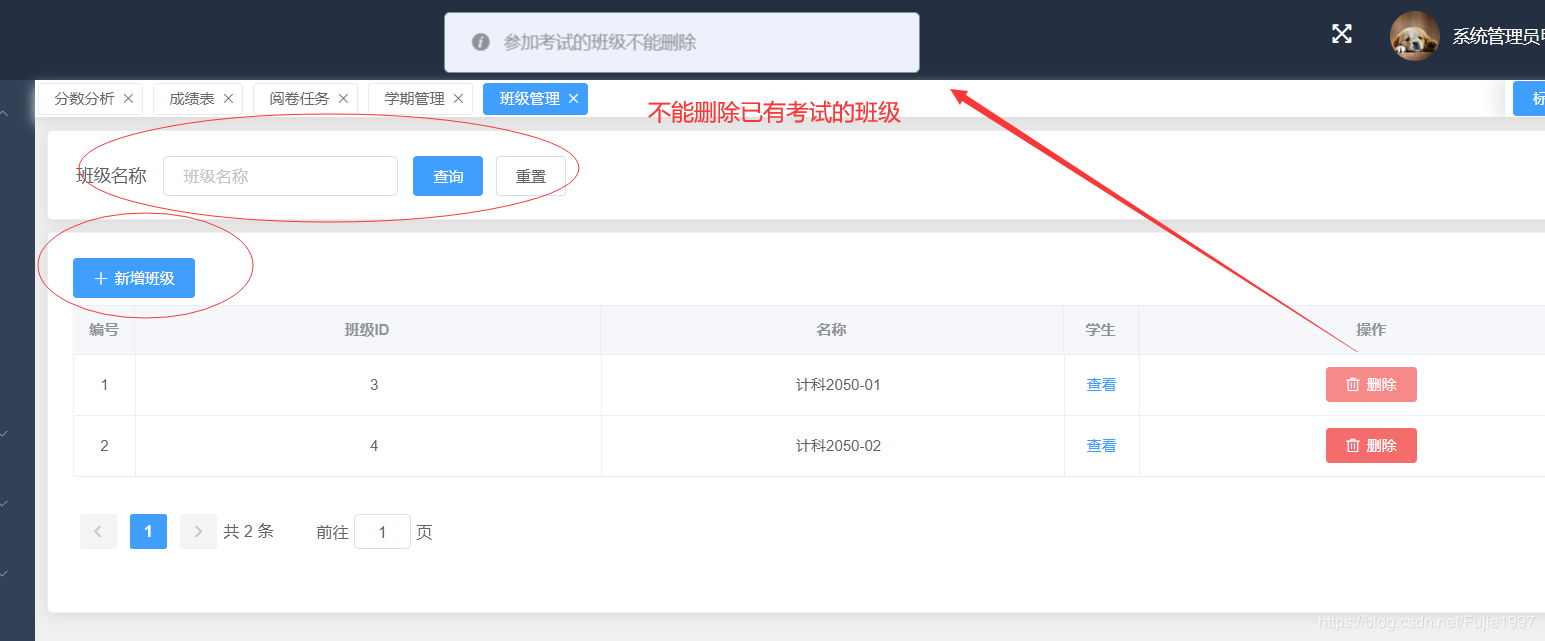 参加考试的班级不能删除
系统管理员
分数分析 成绩表 阅卷任务 学期管理 班级管理
不能删除已有考试的班级
班级名称 班级名称 查询 重置
新增班级
编号 班级ID 名称 学生 操作
1 3 计科2050-01 查看 删除
2 4 计科2050-02 查看 删除
1 共 2 条 前往 1 页
https://blog.csdn.net/Fujie1997